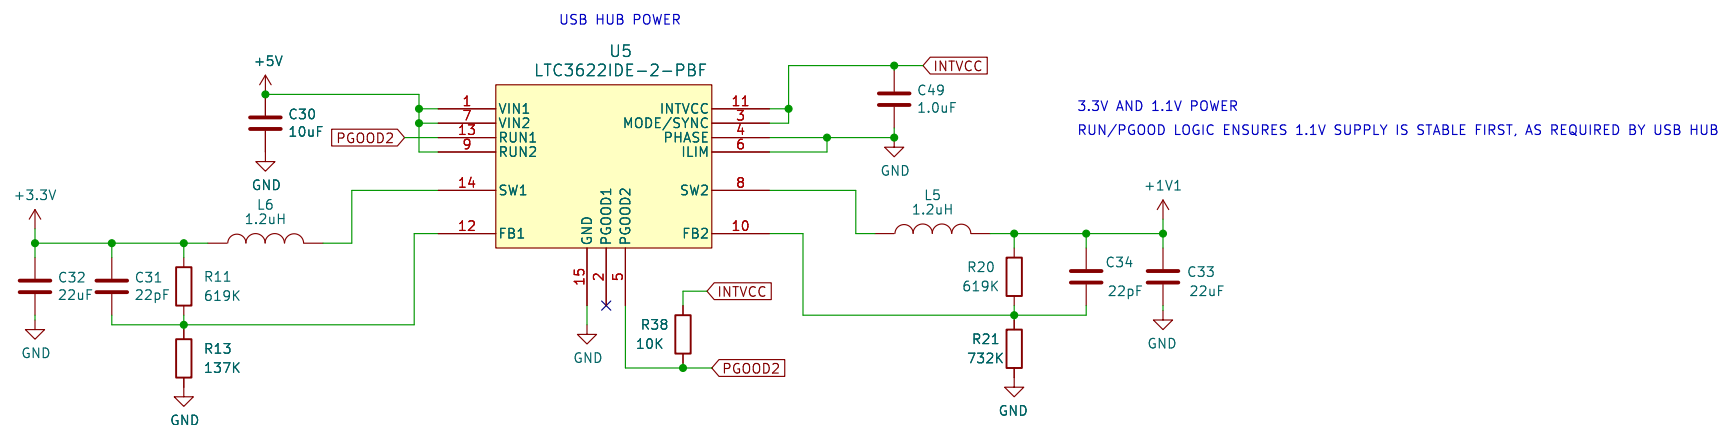 USB HUB POWER
U5
LTC3622IDE-2-PBF
+5V
C30
10uF
GND
PGOOD2
1
7
13
9
14
12
VIN1
VIN2
RUN1
RUN2
SW1
FB1
INTVCC
MODE/SYNC
PHASE
ILIM
SW2
FB2
11
3
4
6
8
10
GND
PGOOD1
PGOOD2
15
2
5
INTVCC
C49
1.0uF
GND
3.3V AND 1.1V POWER
RUN/PGOOD LOGIC ENSURES 1.1V SUPPLY IS STABLE FIRST, AS REQUIRED BY USB HUB
+3.3V
L6
1.2uH
C32
22uF
C31
22pF
R11
619K
GND
R13
137K
GND
GND
INTVCC
R38
10K
PGOOD2
L5
1.2uH
+1V1
R20
619K
C34
22pF
C33
22uF
R21
732K
GND
GND